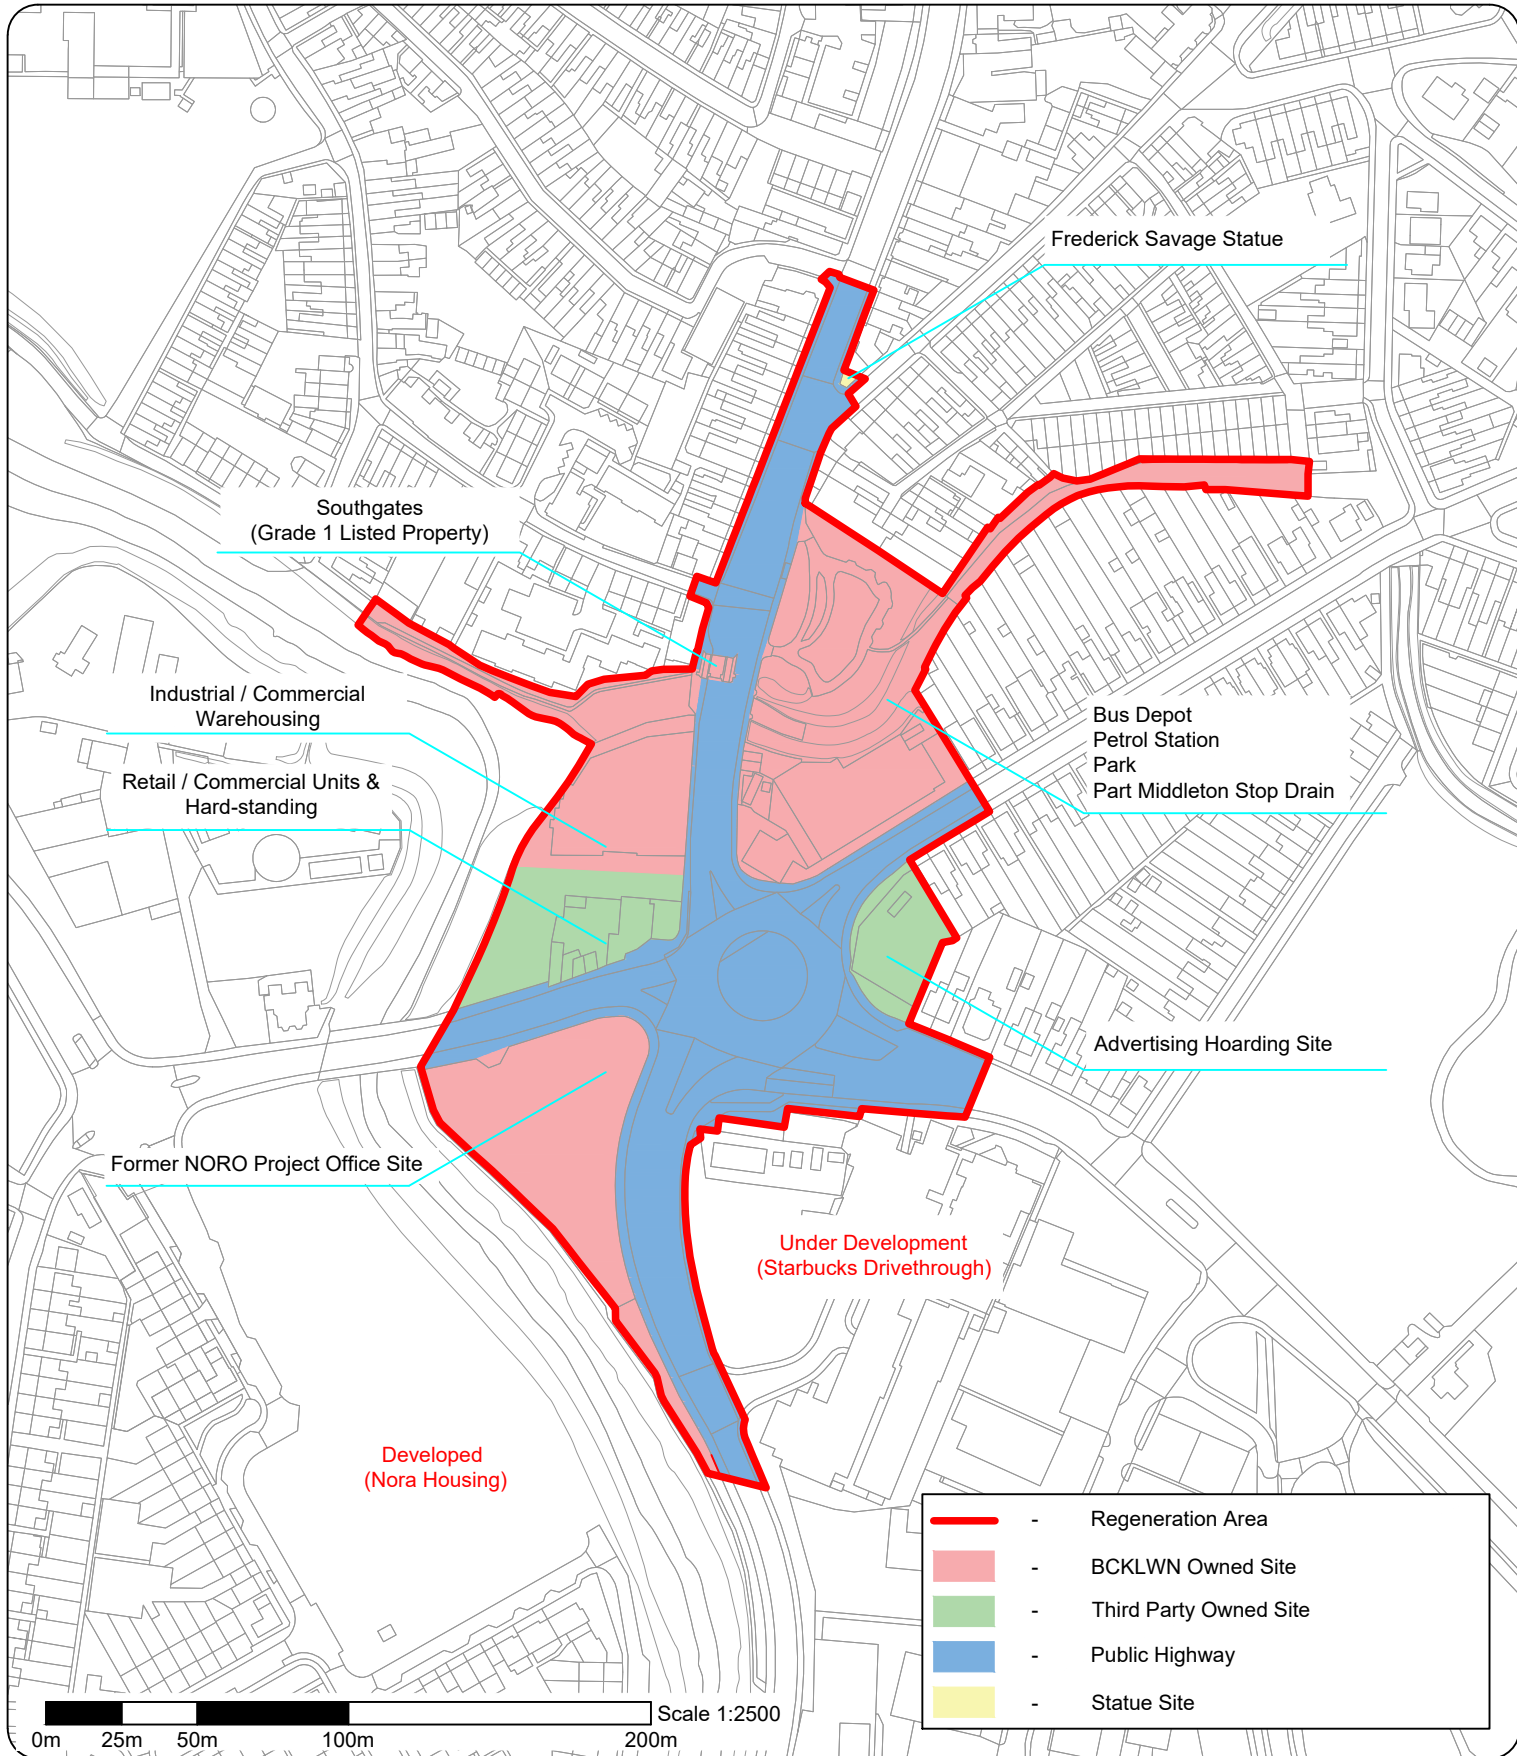 Frederick Savage Statue
Southgates
(Grade 1 Listed Property)
Industrial / Commercial
Warehousing
Bus Depot
Petrol Station
Park
Part Middleton Stop Drain
Retail / Commercial Units &
Hard-standing
Advertising Hoarding Site
Former NORO Project Office Site
Under Development
(Starbucks Drivethrough)
Developed
(Nora Housing)
- Regeneration Area
- BCKLWN Owned Site
- Third Party Owned Site
- Public Highway
- Statue Site
Scale 1:2500
0m 25m 50m 100m 200m